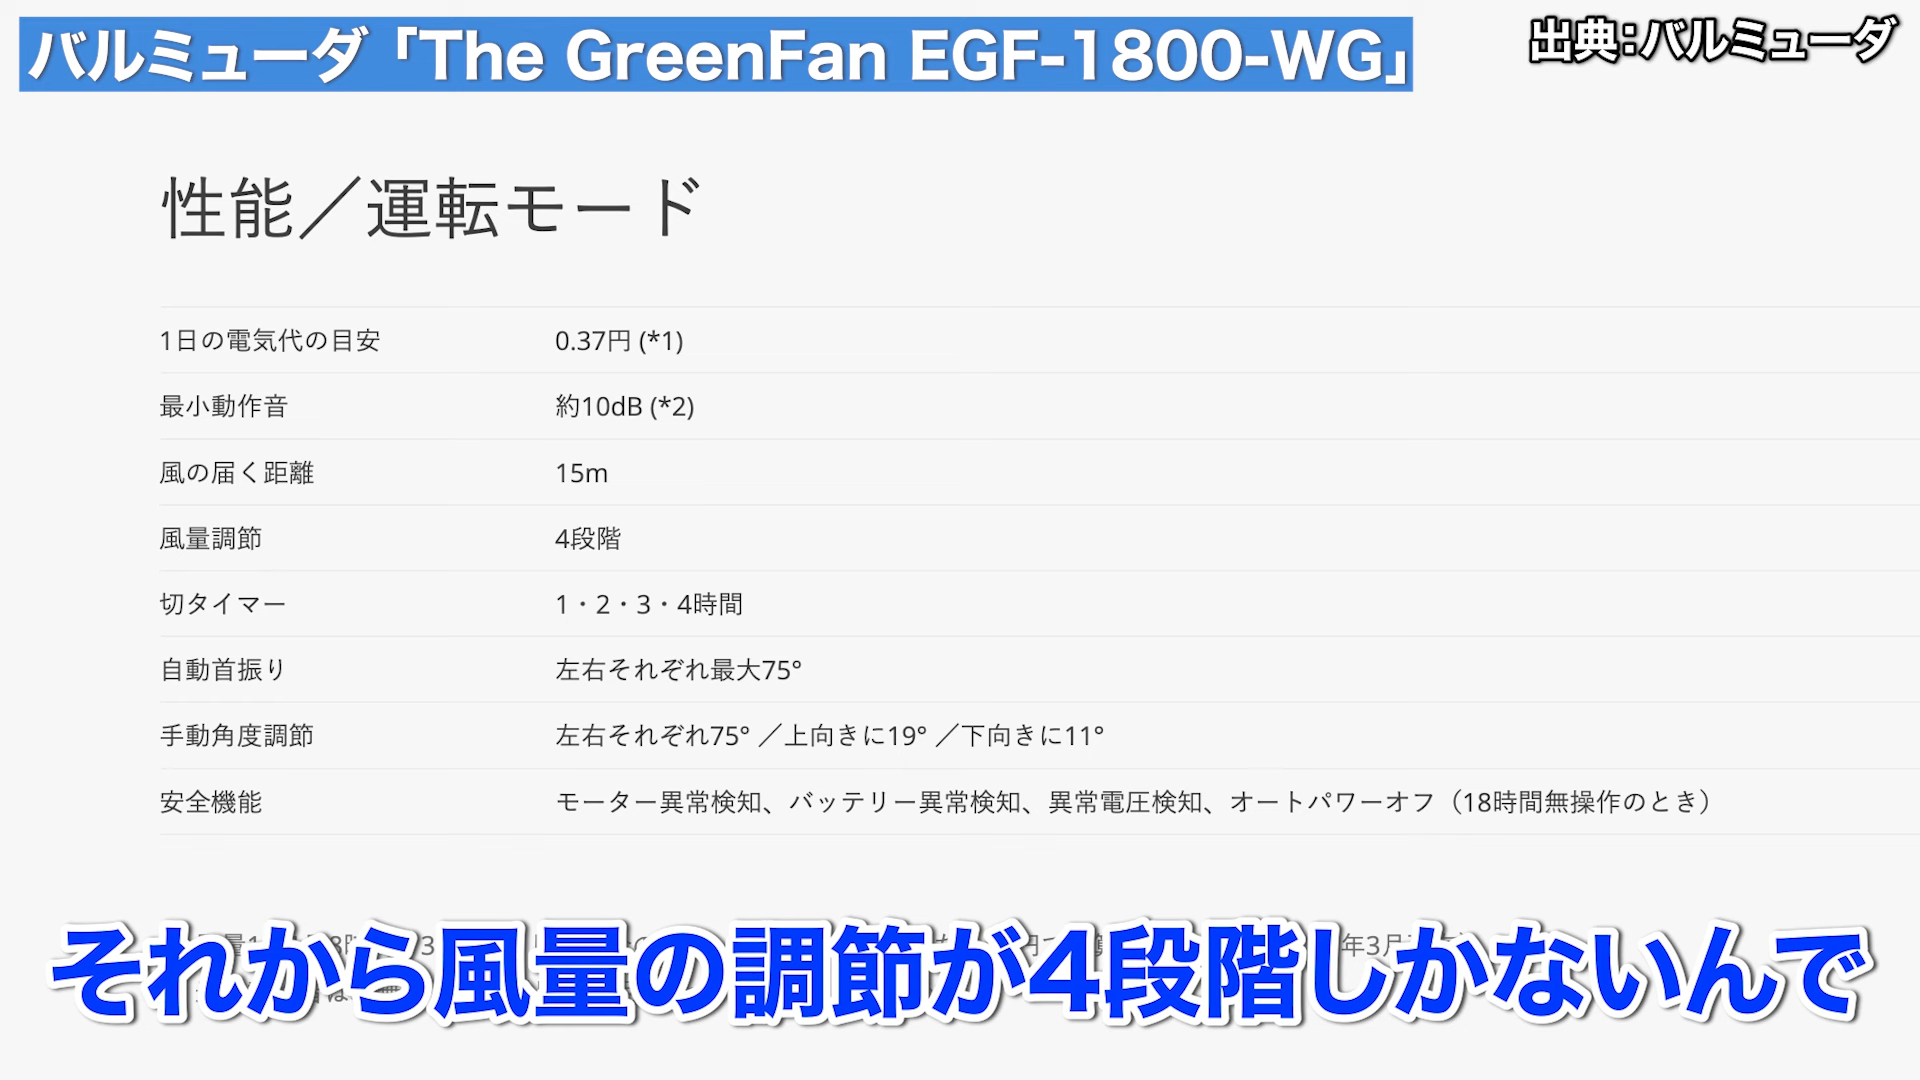 バルミューダ「The GreenFan EGF-1800-WG」
出典：バルミューダ
性能／運転モード
1日の電気代の目安 0.37円 (*1)
最小動作音 約10dB (*2)
風の届く距離 15m
風量調節 4段階
切タイマー 1・2・3・4時間
自動首振り 左右それぞれ最大75°
手動角度調節 左右それぞれ75° ／上向きに19° ／下向きに11°
安全機能 モーター異常検知、バッテリー異常検知、異常電圧検知、オートパワーオフ（18時間無操作のとき）
それから風量の調節が4段階しかないんで